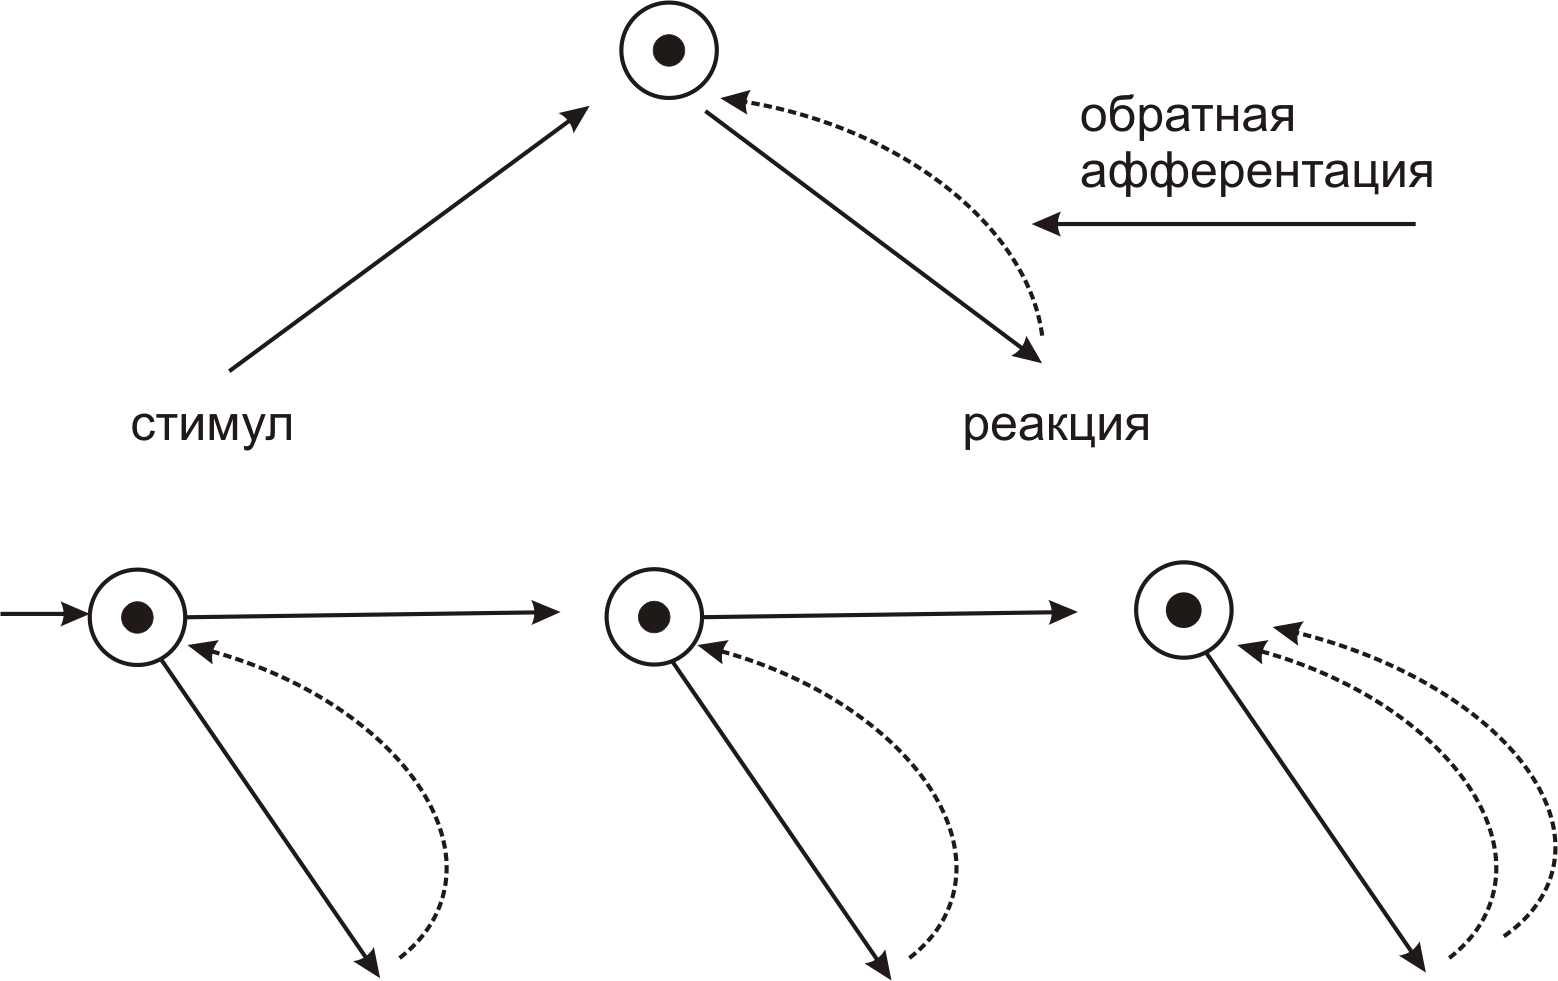 обратная
афферентация
стимул
реакция